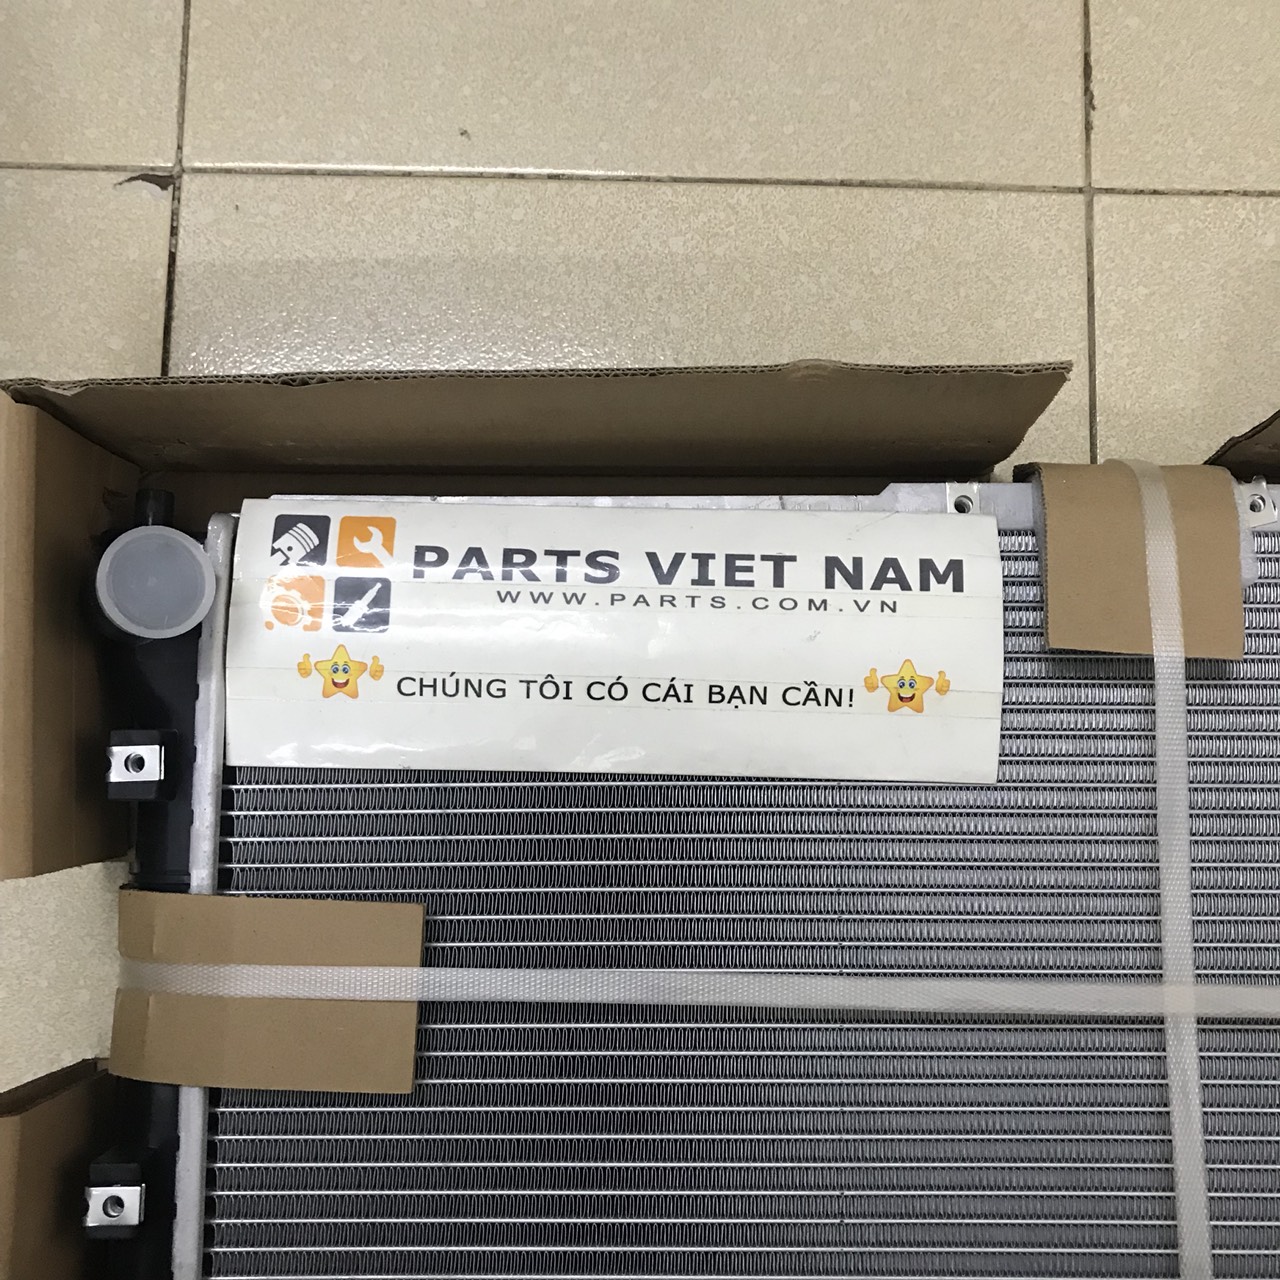 PARTS VIET NAM
WWW.PARTS.COM.VN
CHÚNG TÔI CÓ CÁI BẠN CẦN!